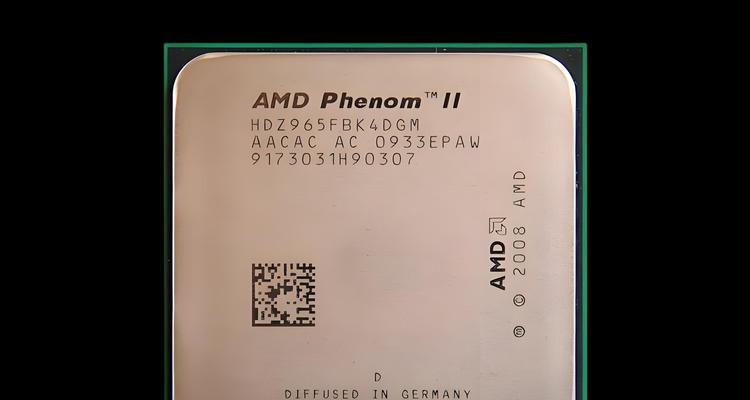 AMD Phenom™ II
HDZ965FBK4DGM
AACAC AC 0933EPAW
9173031H90307
AMD
ⓜ © 2008 AMD
D
DIFFUSED IN GERMANY